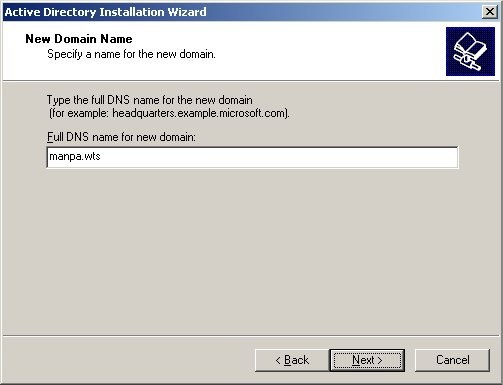 Active Directory Installation Wizard
New Domain Name
Specify a name for the new domain.
Type the full DNS name for the new domain
(for example: headquarters.example.microsoft.com).
Full DNS name for new domain:
manpa.wts
< Back
Next >
Cancel